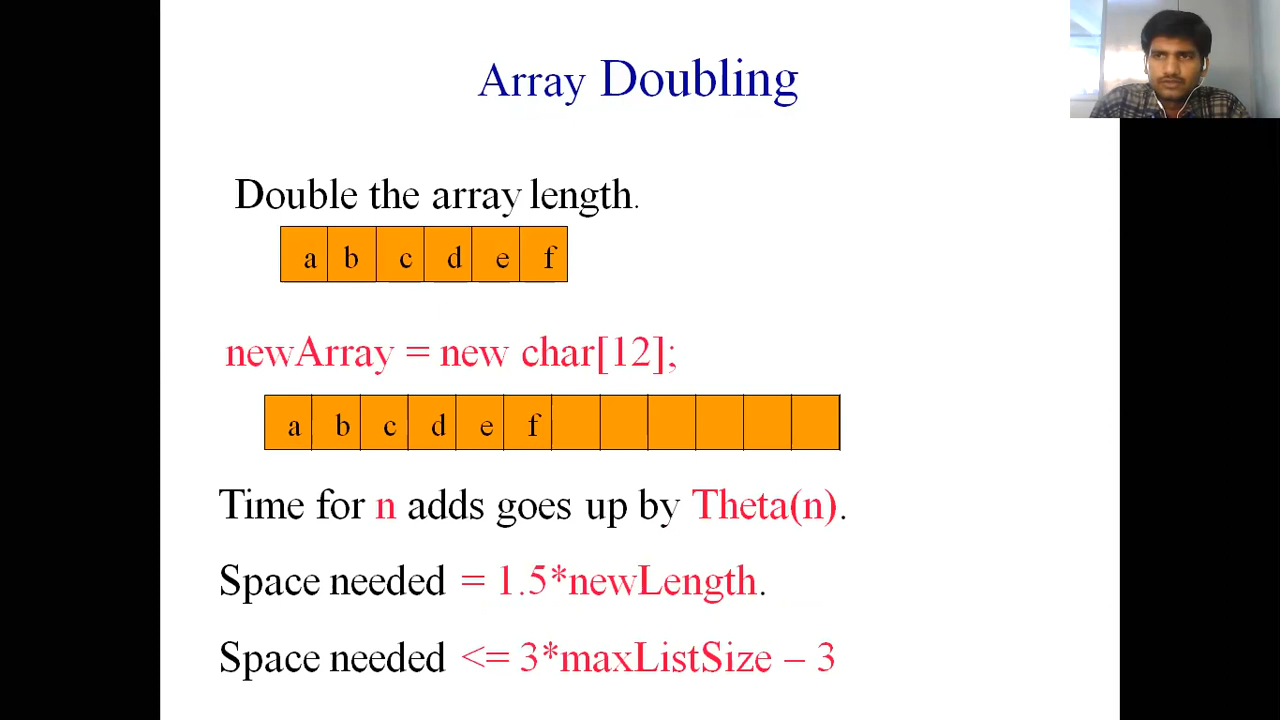 Array Doubling
Double the array length.
a b c d e f
newArray = new char[12];
a b c d e f
Time for n adds goes up by Theta(n).
Space needed = 1.5*newLength.
Space needed <= 3*maxListSize – 3